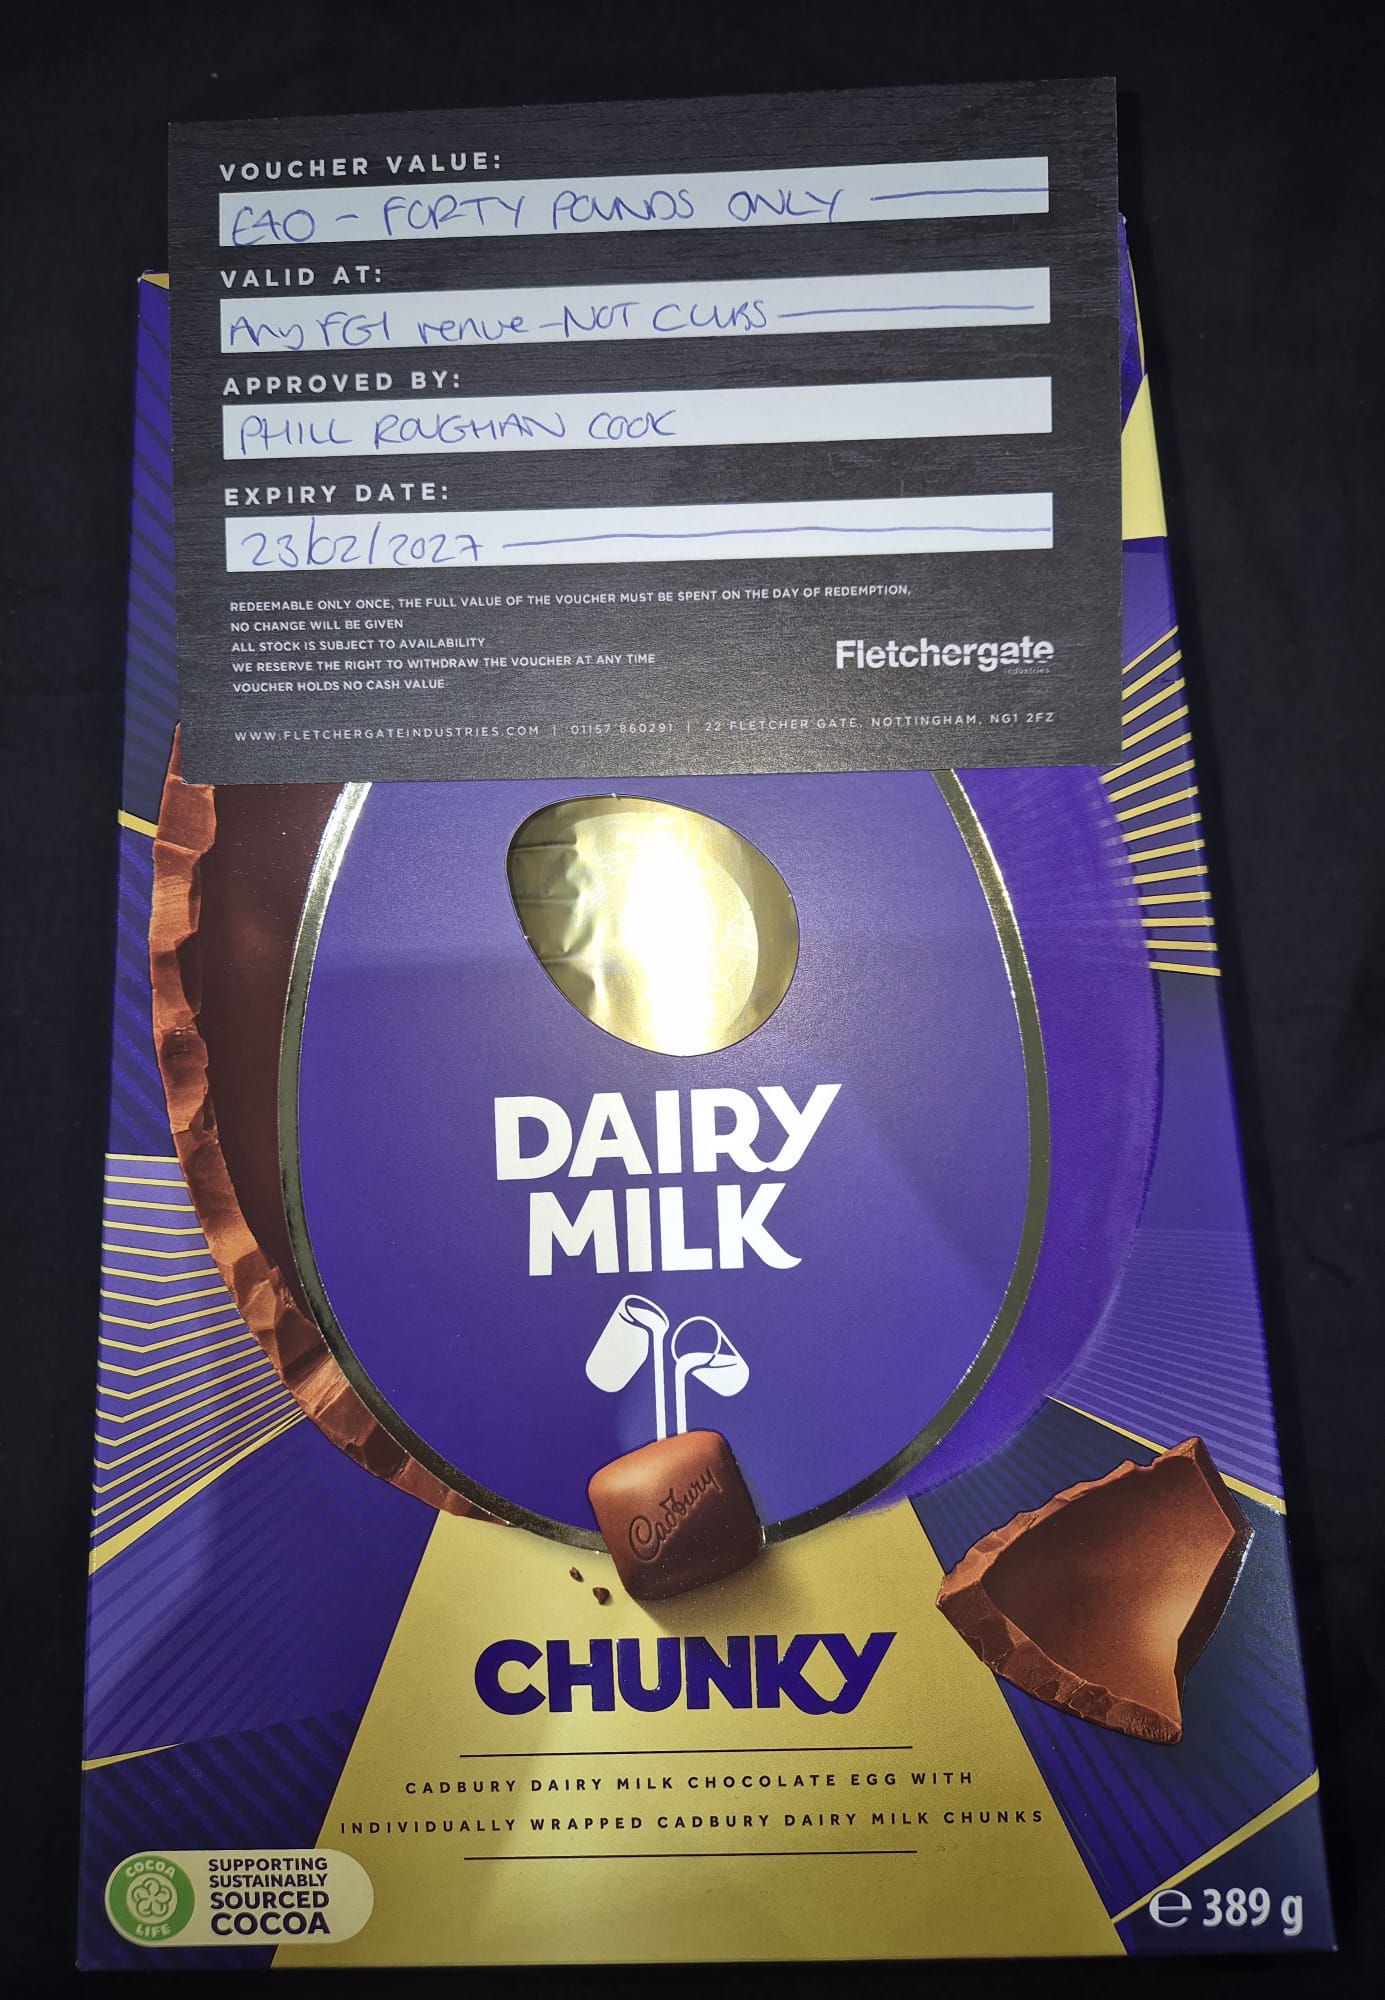 VOUCHER VALUE:
£40 - FORTY POUNDS ONLY
VALID AT:
Any FGI venue - NOT CLUBS
APPROVED BY:
PHILL ROUGHAN COOK
EXPIRY DATE:
23/02/2027
REDEEMABLE ONLY ONCE, THE FULL VALUE OF THE VOUCHER MUST BE SPENT ON THE DAY OF REDEMPTION,
NO CHANGE WILL BE GIVEN
ALL STOCK IS SUBJECT TO AVAILABILITY
WE RESERVE THE RIGHT TO WITHDRAW THE VOUCHER AT ANY TIME
VOUCHER HOLDS NO CASH VALUE
Fletchergate
industries
WWW.FLETCHERGATEINDUSTRIES.COM | 01157 860291 | 22 FLETCHER GATE, NOTTINGHAM, NG1 2FZ
DAIRY
MILK
Cadbury
CHUNKY
CADBURY DAIRY MILK CHOCOLATE EGG WITH
INDIVIDUALLY WRAPPED CADBURY DAIRY MILK CHUNKS
COCOA
LIFE
SUPPORTING
SUSTAINABLY
SOURCED
COCOA
℮ 389 g